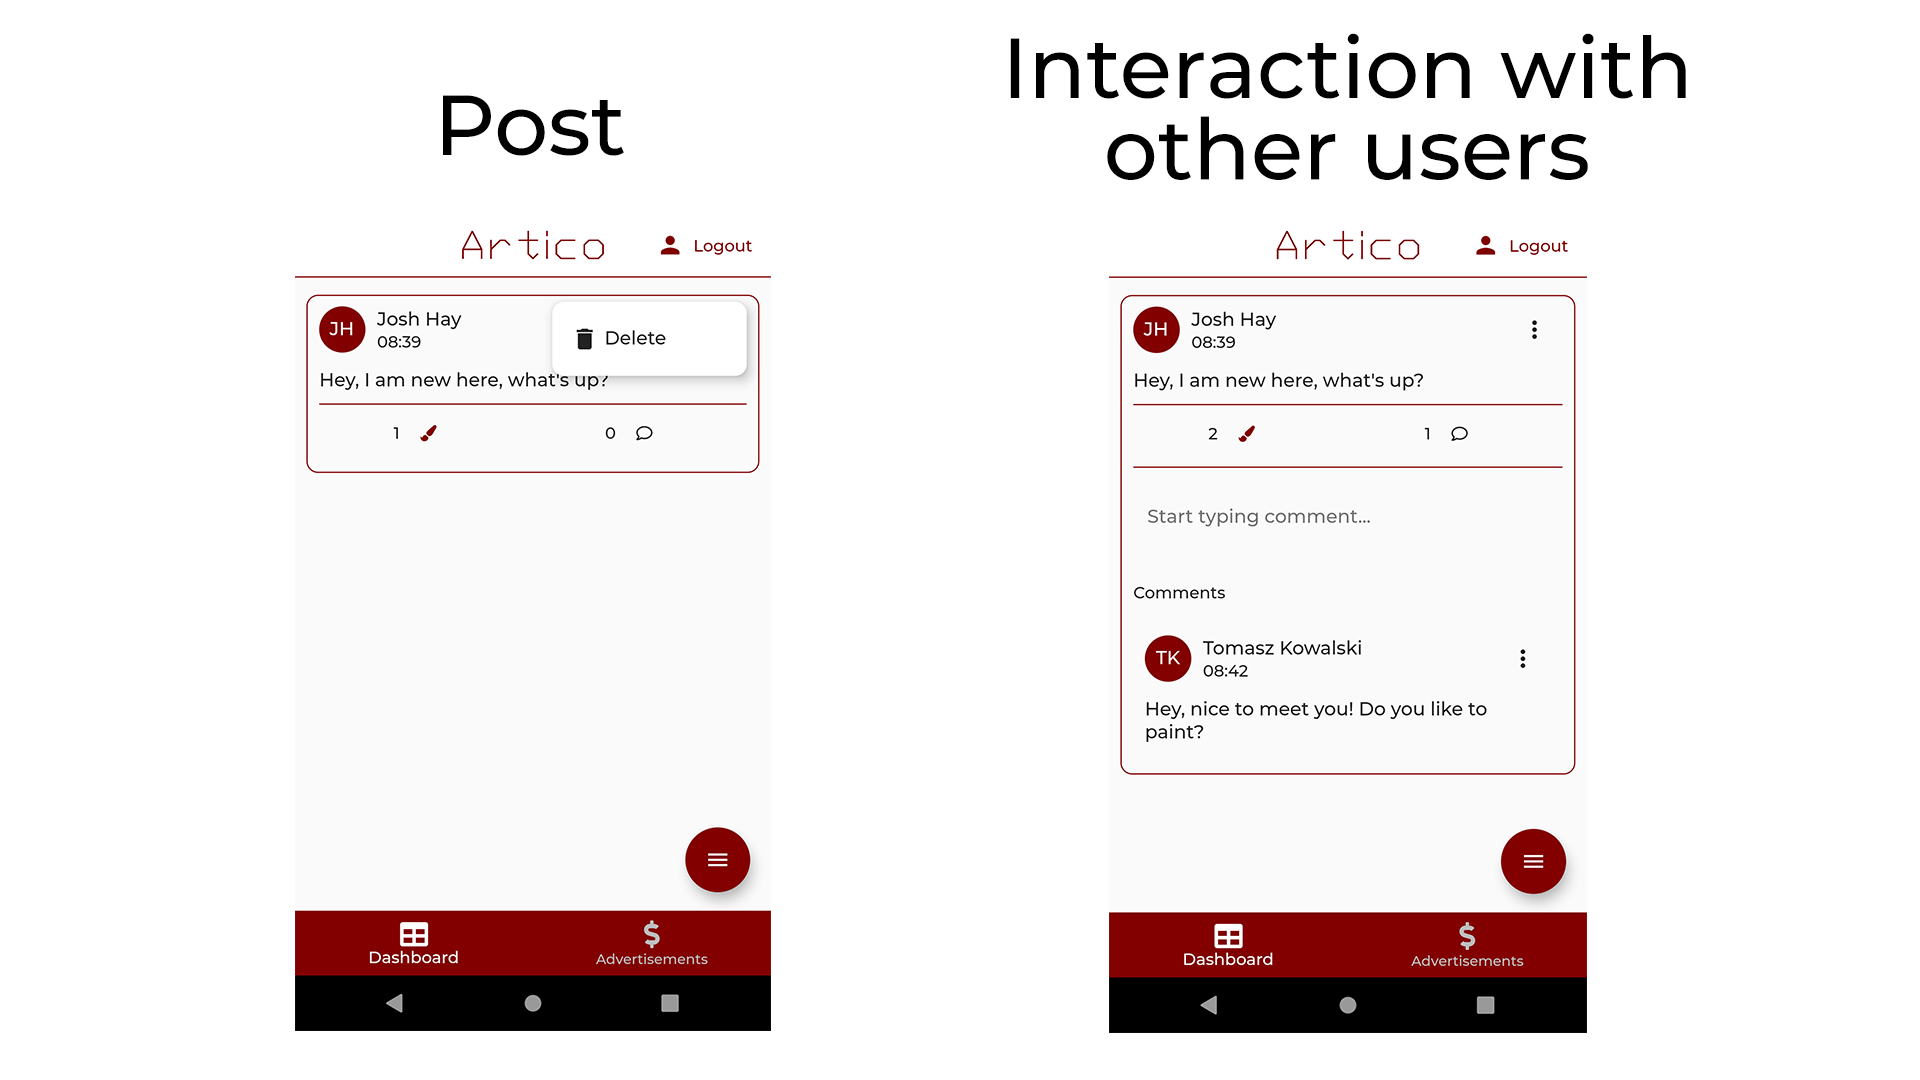 Post
Artico
Logout
JH
Josh Hay
08:39
Delete
Hey, I am new here, what's up?
1
0
Dashboard
Advertisements
Interaction with
other users
Artico
Logout
JH
Josh Hay
08:39
Hey, I am new here, what's up?
2
1
Start typing comment...
Comments
TK
Tomasz Kowalski
08:42
Hey, nice to meet you! Do you like to
paint?
Dashboard
Advertisements